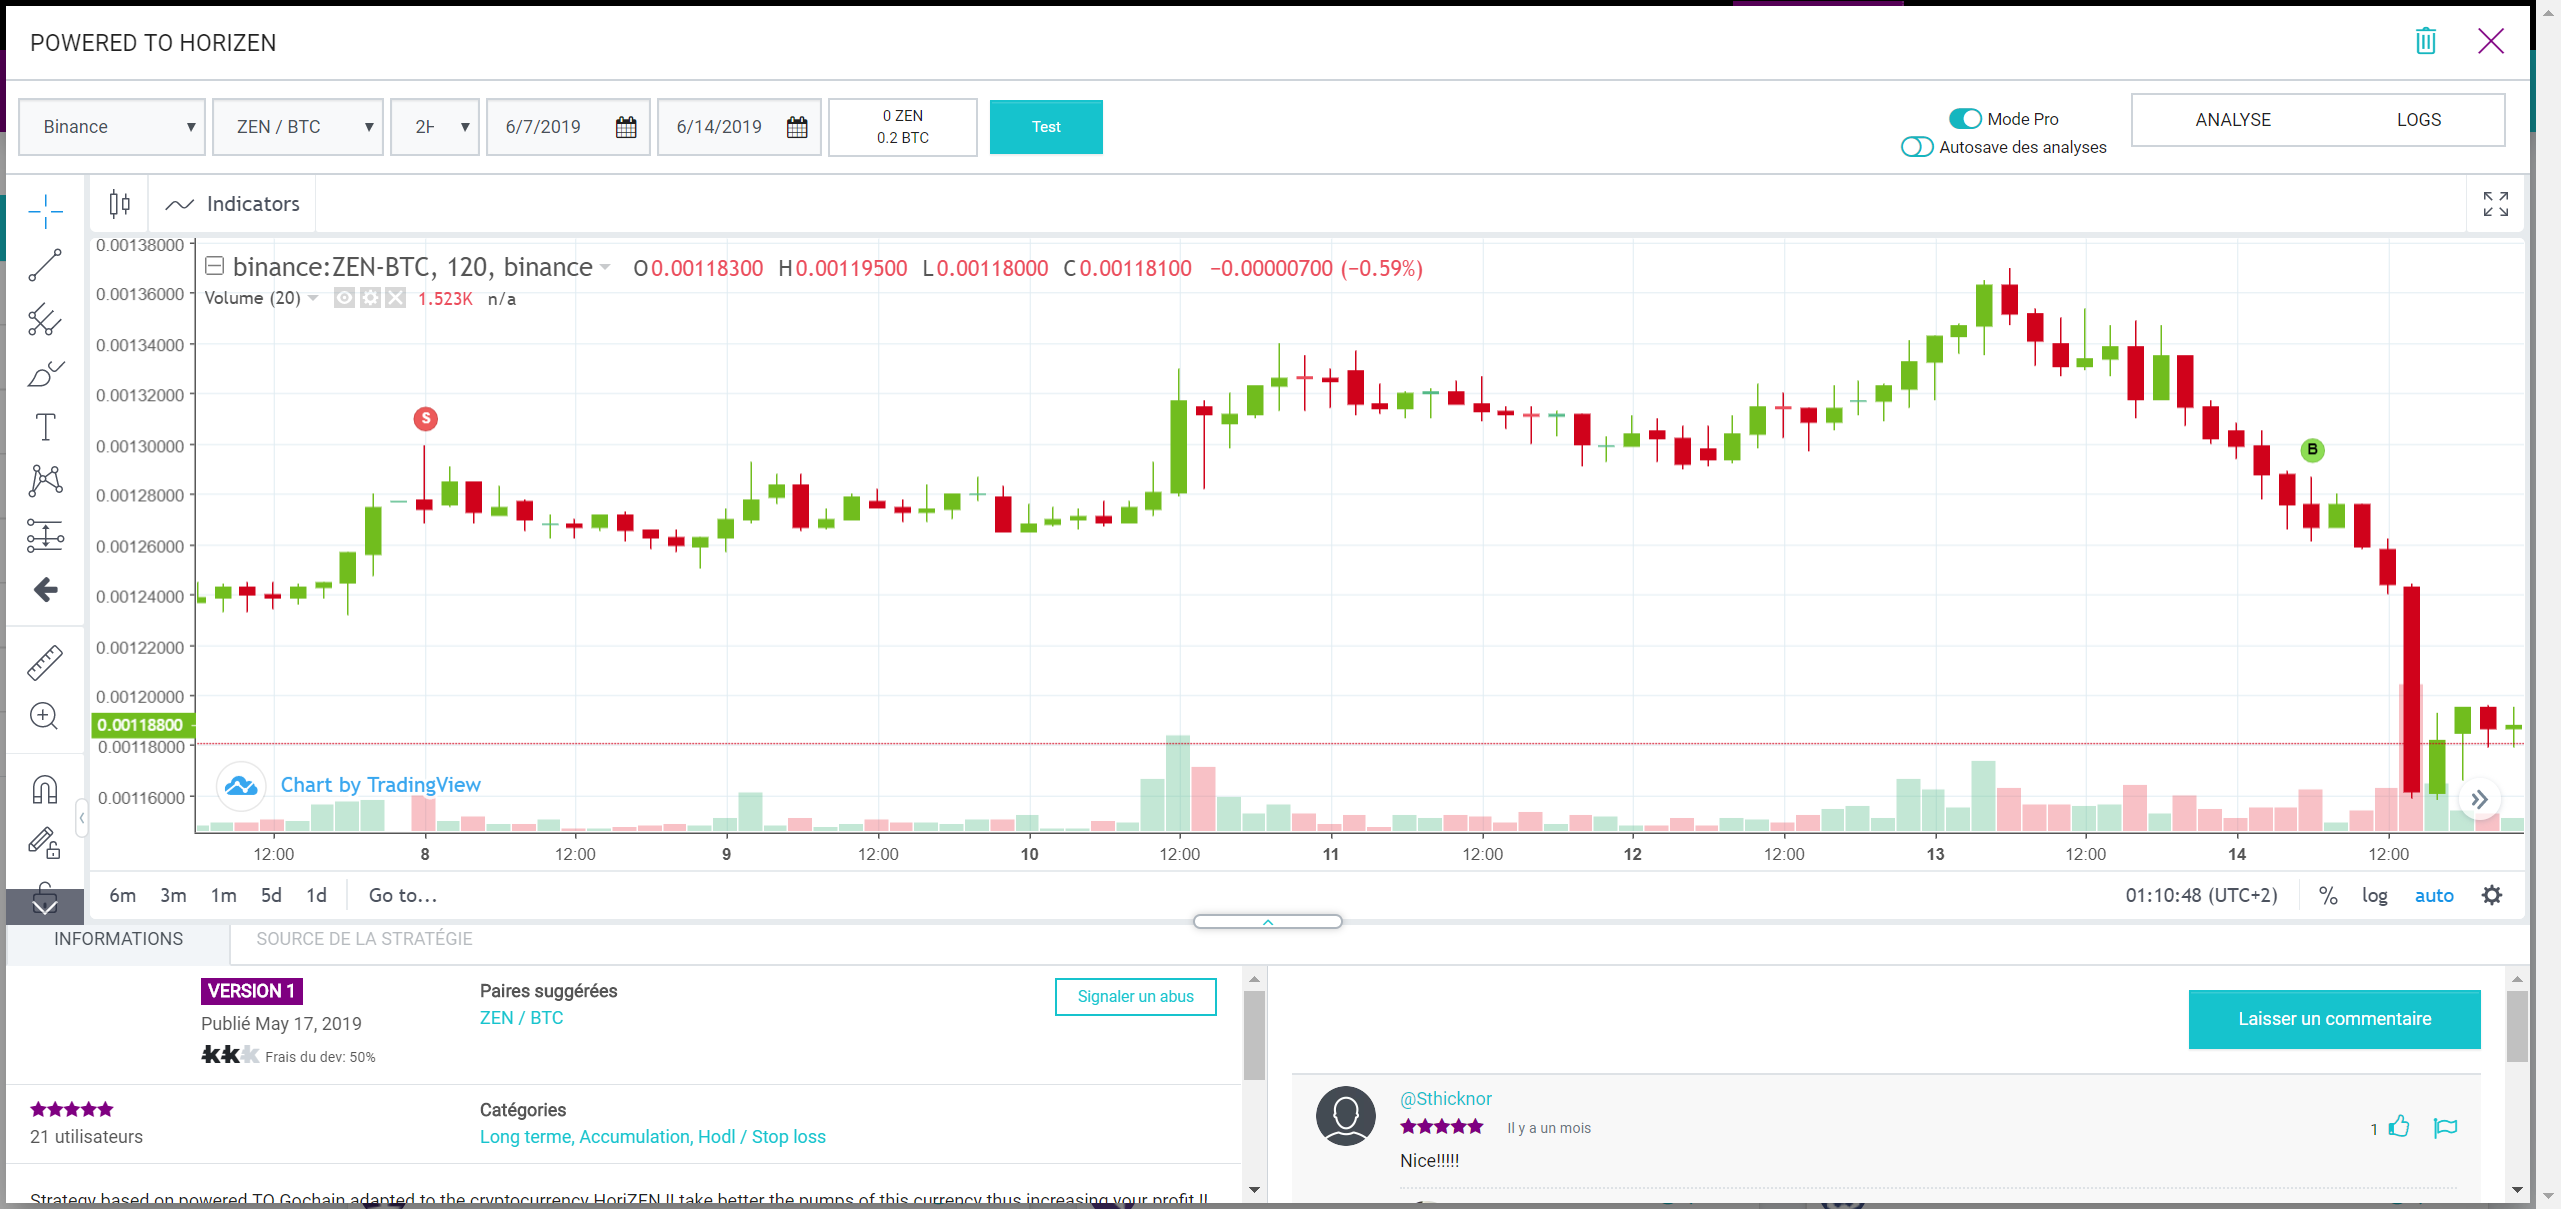 POWERED TO HORIZEN
Binance
ZEN / BTC
6/7/2019
6/14/2019
0 ZEN
0.2 BTC
Test
Mode Pro
Autosave des analyses
ANALYSE
LOGS
Indicators
binance:ZEN-BTC, 120, binance O0.00118300 H0.00119500 L0.00118000 C0.00118100 −0.00000700 (−0.59%)
Volume (20) 1.523K n/a
0.00138000
0.00136000
0.00134000
0.00132000
0.00130000
0.00128000
0.00126000
0.00124000
0.00122000
0.00120000
0.00118800
0.00118000
0.00116000
S
B
Chart by TradingView
12:00 8 12:00 9 12:00 10 12:00 11 12:00 12 12:00 13 12:00 14 12:00
6m 3m 1m 5d 1d Go to...
01:10:48 (UTC+2) % log auto
INFORMATIONS
SOURCE DE LA STRATÉGIE
VERSION 1
Publié May 17, 2019
Frais du dev: 50%
Paires suggérées
ZEN / BTC
Signaler un abus
21 utilisateurs
Catégories
Long terme, Accumulation, Hodl / Stop loss
Strategy based on powered TO Gochain adapted to the cryptocurrency HoriZEN !! take better the pumps of this currency thus increasing your profit !!
Laisser un commentaire
@Sthicknor
Il y a un mois
1
Nice!!!!!